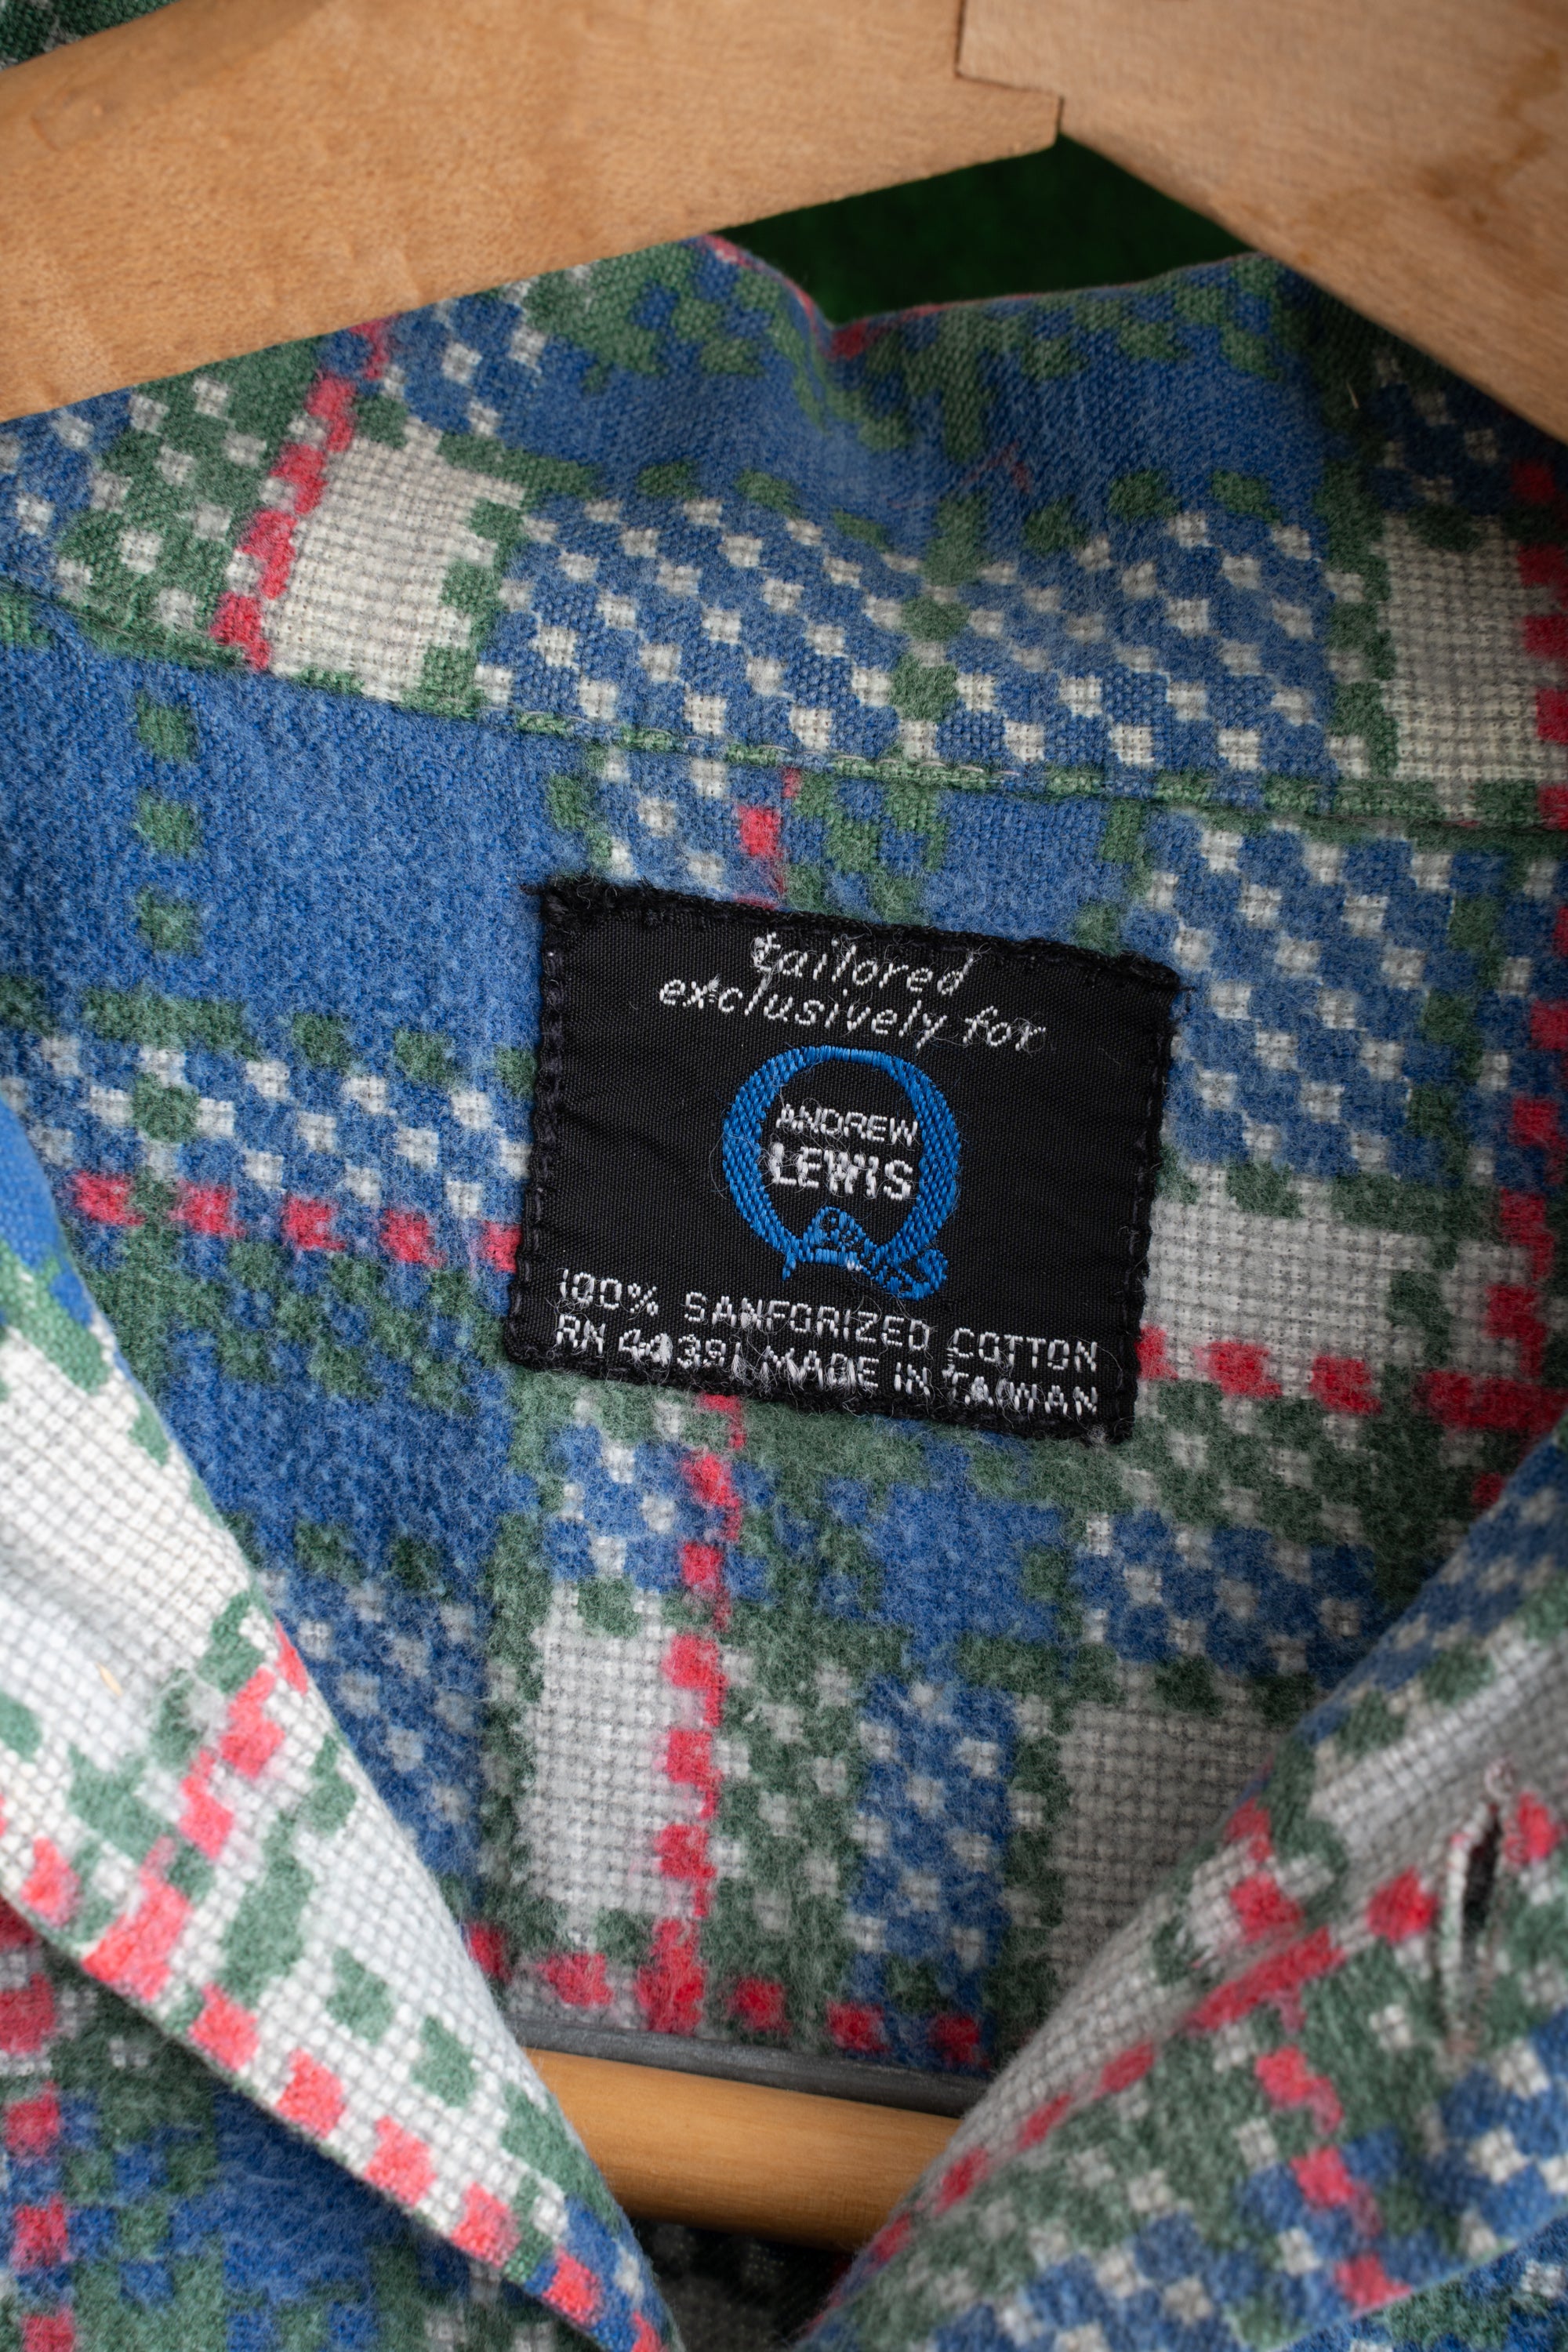 tailored
exclusively for
ANDREW
LEWIS
100% SANFORIZED COTTON
RN 44391 MADE IN TAIWAN